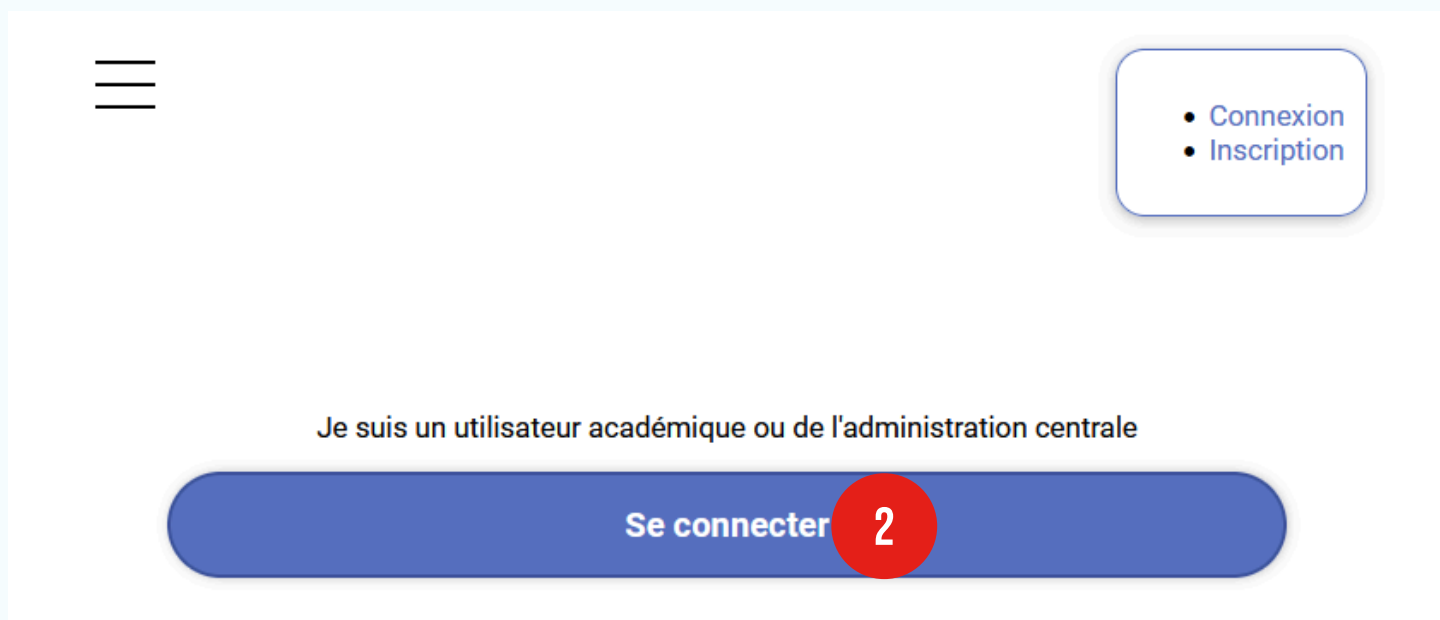 Connexion
Inscription
Je suis un utilisateur académique ou de l'administration centrale
Se connecter 2